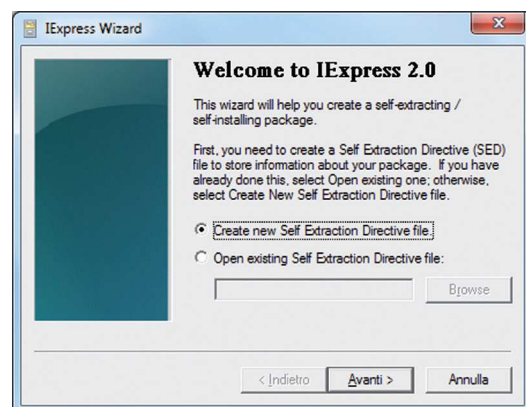 IExpress Wizard
Welcome to IExpress 2.0
This wizard will help you create a self-extracting /
self-installing package.
First, you need to create a Self Extraction Directive (SED)
file to store information about your package. If you have
already done this, select Open existing one; otherwise,
select Create New Self Extraction Directive file.
Create new Self Extraction Directive file.
Open existing Self Extraction Directive file:
Browse
< Indietro
Avanti >
Annulla